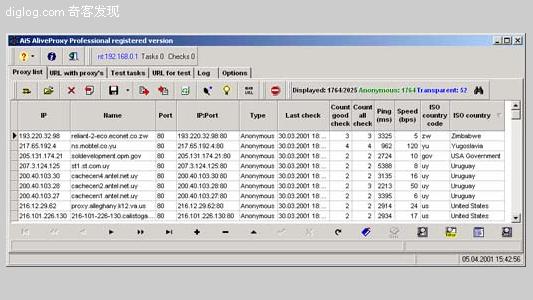 diglog.com 奇客发现
AiS AliveProxy Professional registered version
int:192.168.0.1 Tasks 0 Checks 0
Proxy list URL with proxy's Test tasks URL for test Log Options
Displayed: 1764/2025 Anonymous: 1764 Transparent: 52
IP Name Port IP:Port Type Last check Count good check Count all check Ping (ms) Speed (bps) ISO country code ISO country
193.220.32.98 reliant-2-eco.econet.co.zw 80 193.220.32.98:80 Anonymous 30.03.2001 18:... 3 3 3325 5 zw Zimbabwe
217.65.192.4 ns.mobtel.co.yu 80 217.65.192.4:80 Anonymous 30.03.2001 18:... 4 4 962 120 yu Yugoslavia
205.131.174.21 soldevelopment.opm.gov 80 205.131.174.21:80 Anonymous 30.03.2001 18:... 2 2 2724 10 gov USA Government
207.3.124.125 st1.st.com.uy 80 207.3.124.125:80 Anonymous 30.03.2001 18:... 2 2 5388 8 uy Uruguay
200.40.103.30 cachecen4.antel.net.uy 80 200.40.103.30:80 Anonymous 30.03.2001 18:... 2 2 3135 16 uy Uruguay
200.40.103.28 cachecen2.antel.net.uy 80 200.40.103.28:80 Anonymous 30.03.2001 18:... 2 3 2213 50 uy Uruguay
200.40.103.27 cachecen1.antel.net.uy 80 200.40.103.27:80 Anonymous 30.03.2001 18:... 2 2 3395 6 uy Uruguay
216.12.29.62 proxy.alleghany.k12.va.us 80 216.12.29.62:80 Anonymous 30.03.2001 18:... 2 2 2914 24 us United States
216.101.226.130 216-101-226-130.calistoga... 80 216.101.226.130:80 Anonymous 30.03.2001 18:... 2 2 2934 17 us United States
05.04.2001 15:42:56